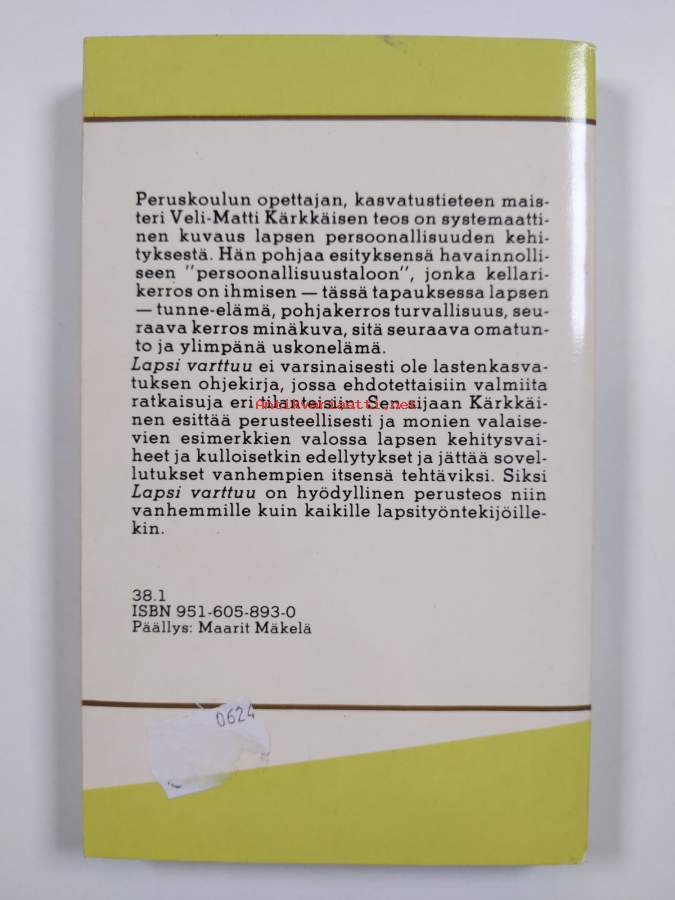 Peruskoulun opettajan, kasvatustieteen mais-
teri Veli-Matti Kärkkäisen teos on systemaatti-
nen kuvaus lapsen persoonallisuuden kehi-
tyksestä. Hän pohjaa esityksensä havainnolli-
seen "persoonallisuustaloon", jonka kellari-
kerros on ihmisen — tässä tapauksessa lapsen
— tunne-elämä, pohjakerros turvallisuus, seu-
raava kerros minäkuva, sitä seuraava omatun-
to ja ylimpänä uskonelämä.
Lapsi varttuu ei varsinaisesti ole lastenkasva-
tuksen ohjekirja, jossa ehdotettaisiin valmiita
ratkaisuja eri tilanteisiin. Sen sijaan Kärkkäi-
Antikvariaatti.net
nen esittää perusteellisesti ja monien valaise-
vien esimerkkien valossa lapsen kehitysvai-
heet ja kulloisetkin edellytykset ja jättää sovel-
lutukset vanhempien itsensä tehtäviksi. Siksi
Lapsi varttuu on hyödyllinen perusteos niin
vanhemmille kuin kaikille lapsityöntekijöille-
kin.
38.1
ISBN 951-605-893-0
Päällys: Maarit Mäkelä
0624